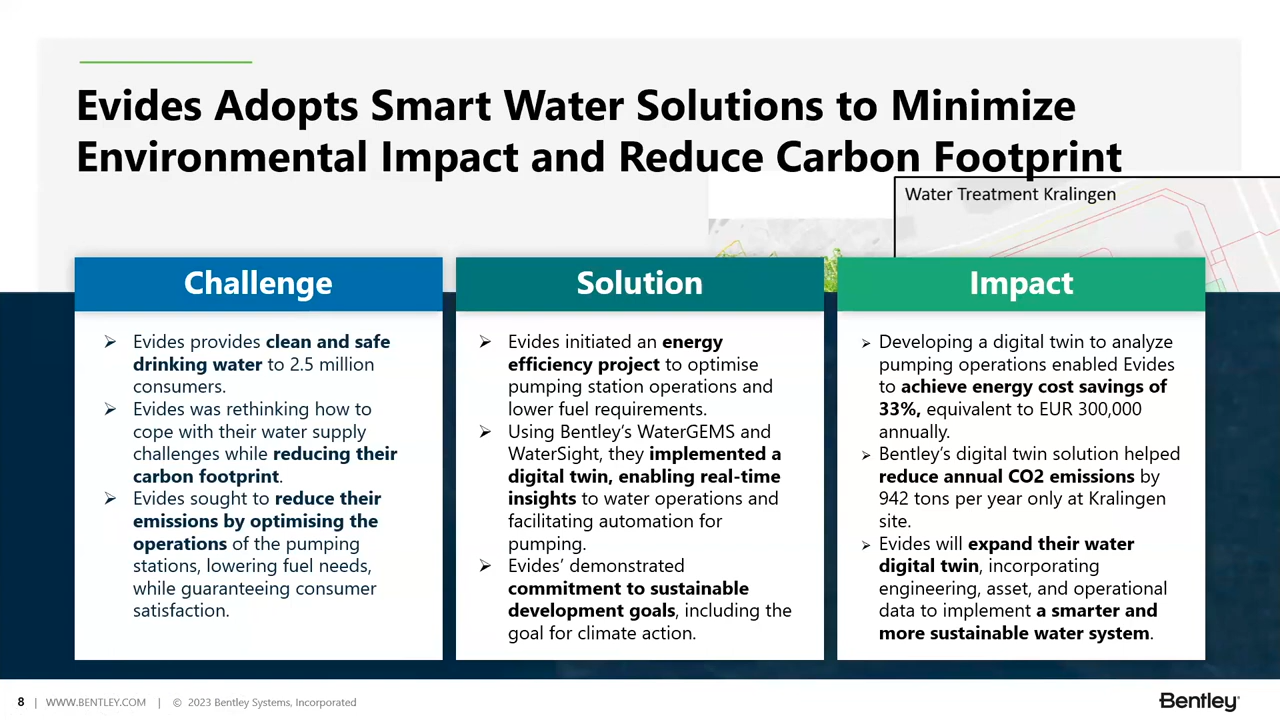 Evides Adopts Smart Water Solutions to Minimize
Environmental Impact and Reduce Carbon Footprint
Water Treatment Kralingen
Challenge
➢ Evides provides clean and safe
drinking water to 2.5 million
consumers.
➢ Evides was rethinking how to
cope with their water supply
challenges while reducing their
carbon footprint.
➢ Evides sought to reduce their
emissions by optimising the
operations of the pumping
stations, lowering fuel needs,
while guaranteeing consumer
satisfaction.
Solution
➢ Evides initiated an energy
efficiency project to optimise
pumping station operations and
lower fuel requirements.
➢ Using Bentley’s WaterGEMS and
WaterSight, they implemented a
digital twin, enabling real-time
insights to water operations and
facilitating automation for
pumping.
➢ Evides’ demonstrated
commitment to sustainable
development goals, including the
goal for climate action.
Impact
➢ Developing a digital twin to analyze
pumping operations enabled Evides
to achieve energy cost savings of
33%, equivalent to EUR 300,000
annually.
➢ Bentley’s digital twin solution helped
reduce annual CO2 emissions by
942 tons per year only at Kralingen
site.
➢ Evides will expand their water
digital twin, incorporating
engineering, asset, and operational
data to implement a smarter and
more sustainable water system.
8 | WWW.BENTLEY.COM | © 2023 Bentley Systems, Incorporated
Bentley